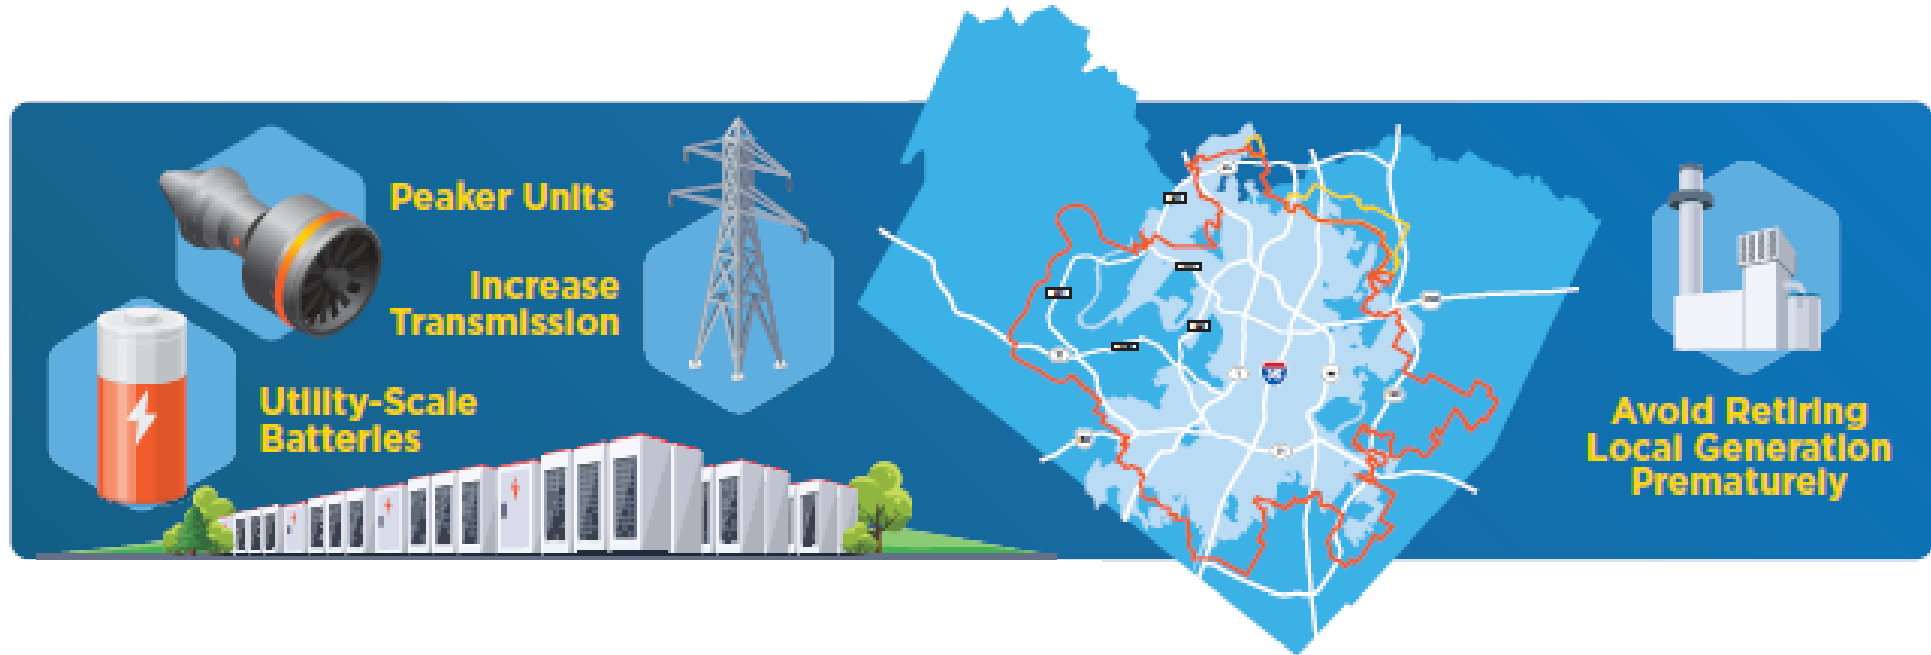 Peaker Units
Increase
Transmission
Utility-Scale
Batteries
Avoid Retiring
Local Generation
Prematurely